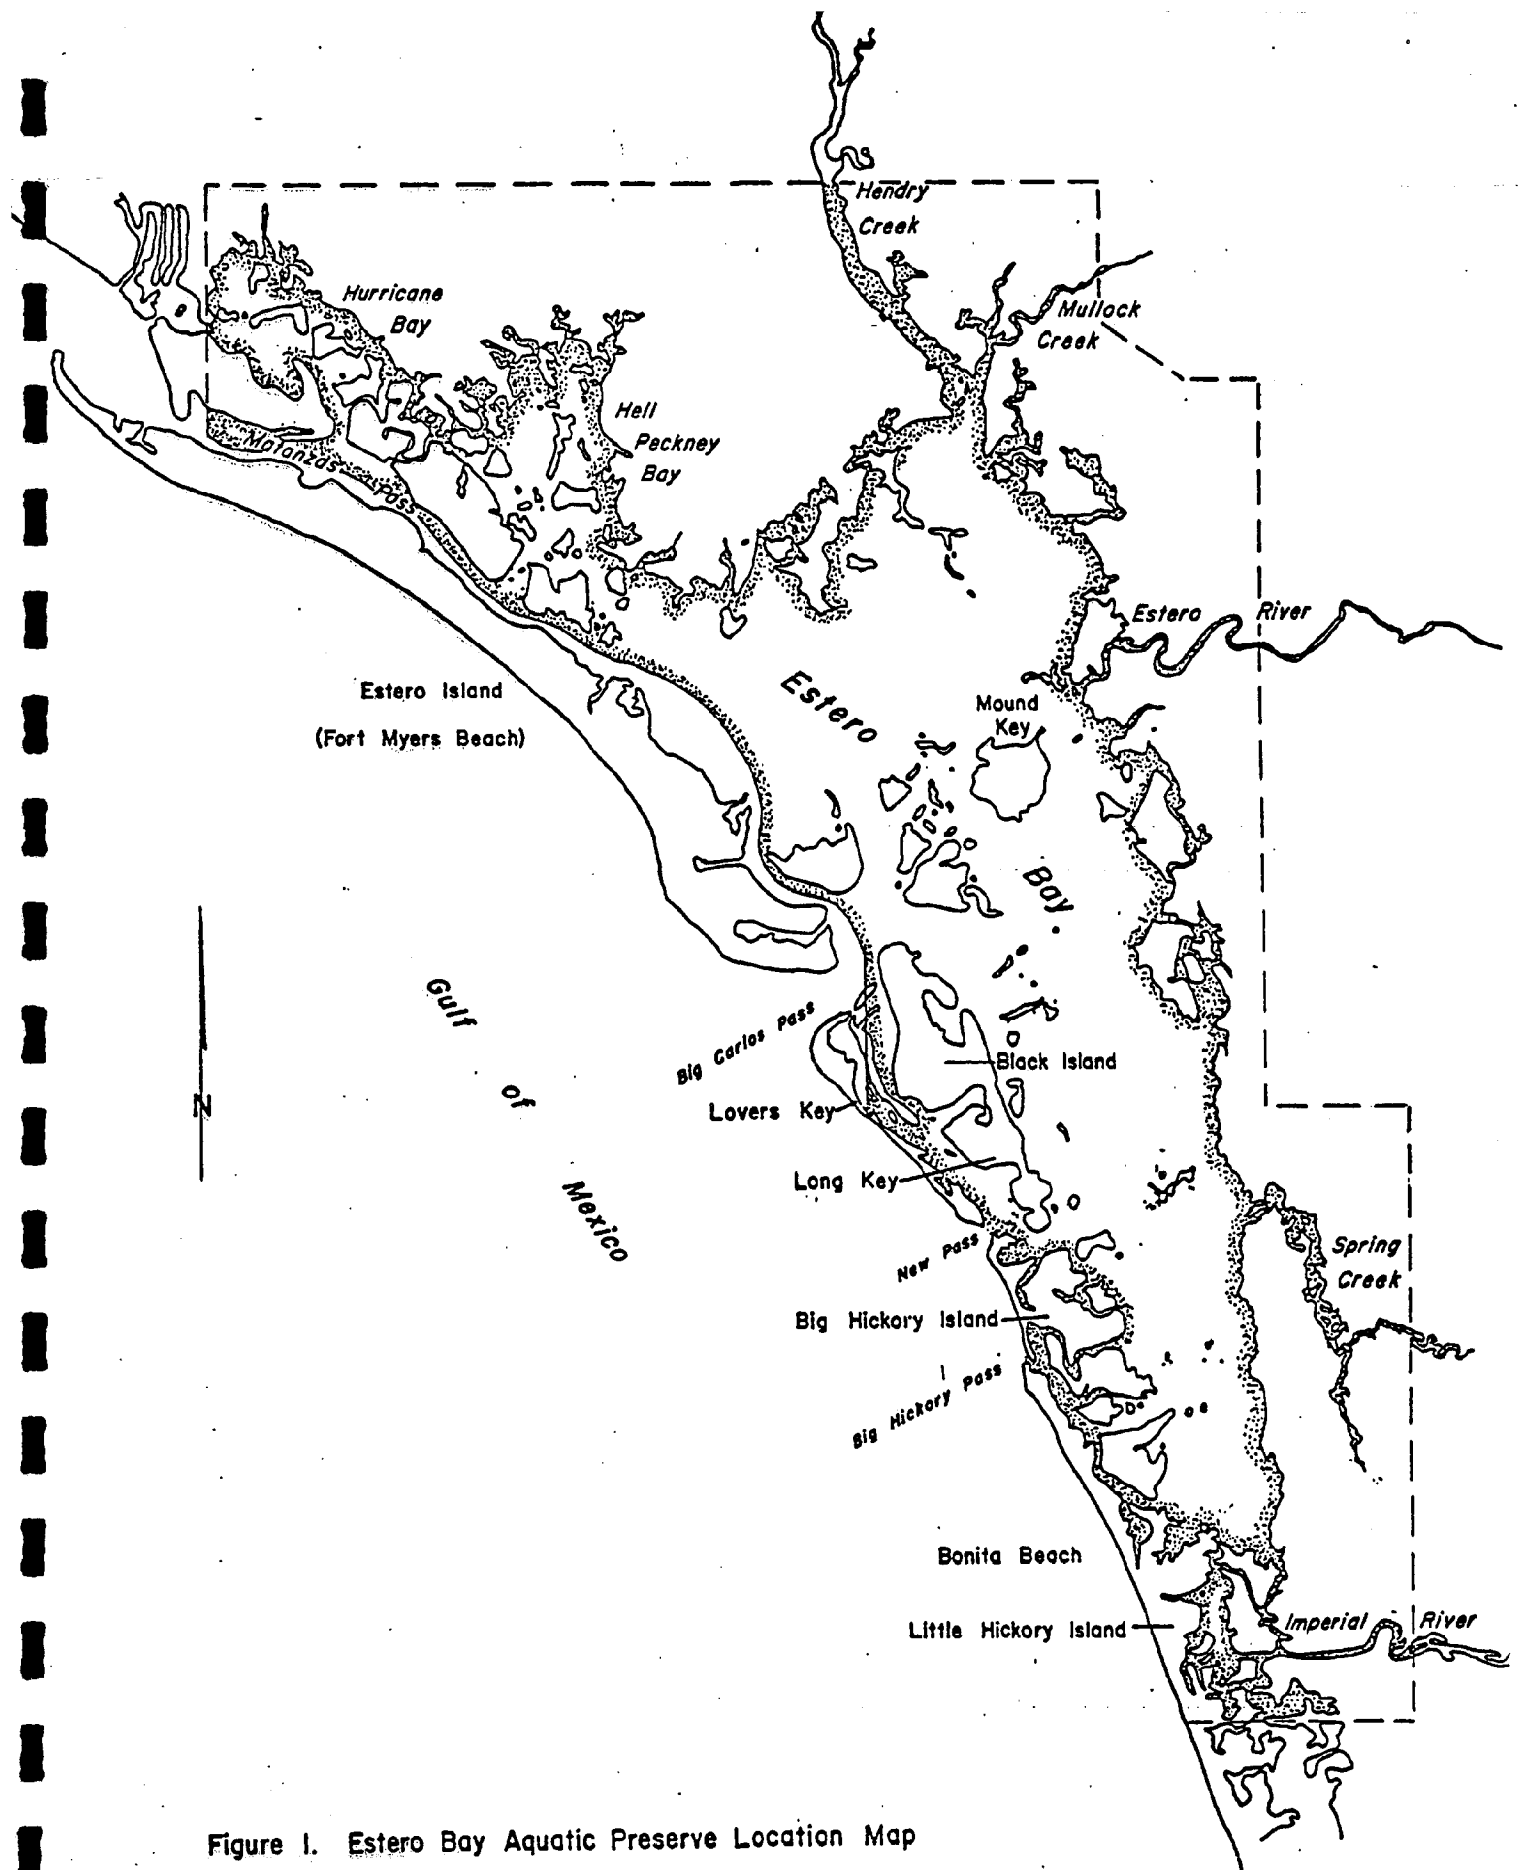 Hendry
Creek
Hurricane
Bay
Mullock
Creek
Hell
Peckney
Bay
Matanzas
Pass
Estero River
Estero Island
(Fort Myers Beach)
Estero
Mound
Key
Bay
Gulf
of
Mexico
Big Carlos Pass
Black Island
Lovers Key
N
Long Key
New Pass
Spring
Creek
Big Hickory Island
Big Hickory Pass
Bonita Beach
Little Hickory Island
Imperial River
Figure 1. Estero Bay Aquatic Preserve Location Map